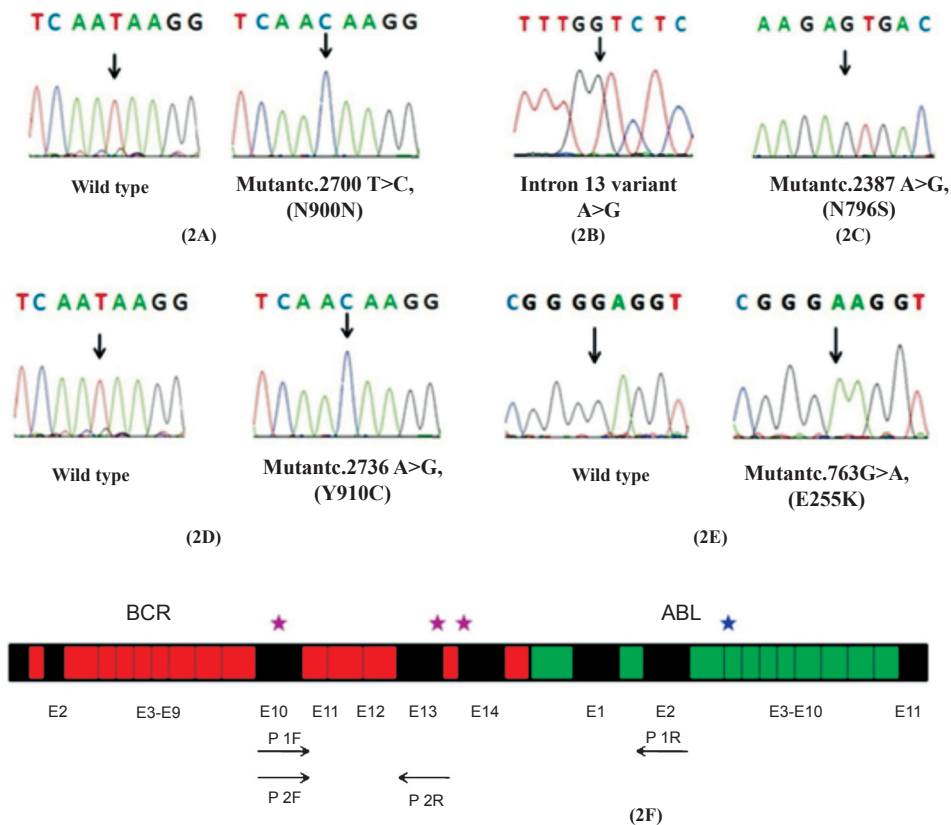 TCAATAAGG
TCAACAAGG
TTTGGTCTC
AAGAGTGAC
Wild type
Mutantc.2700 T>C,
(N900N)
Intron 13 variant
A>G
Mutantc.2387 A>G,
(N796S)
(2A)
(2B)
(2C)
TCAATAAGG
TCAACAAGG
CGGGGAGGT
CGGGAAGGT
Wild type
Mutantc.2736 A>G,
(Y910C)
Wild type
Mutantc.763G>A,
(E255K)
(2D)
(2E)
BCR
ABL
E2
E3-E9
E10
E11
E12
E13
E14
E1
E2
E3-E10
E11
P 1F
P 1R
P 2F
P 2R
(2F)